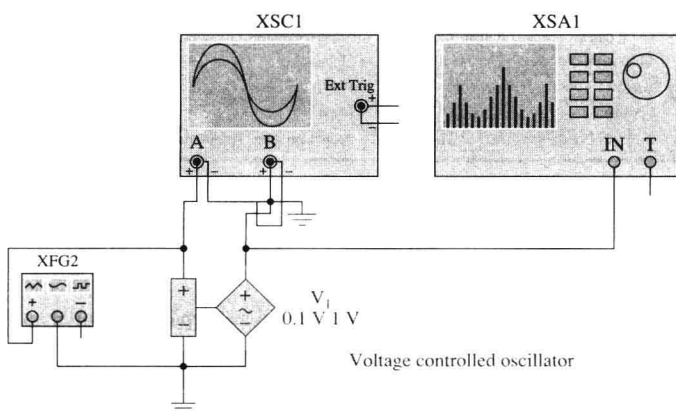 XSC1
XSA1
Ext Trig
+
−
A
B
IN T
+ − + −
XFG2
+ −
+
−
+
~
−
V1
0.1 V 1 V
Voltage controlled oscillator